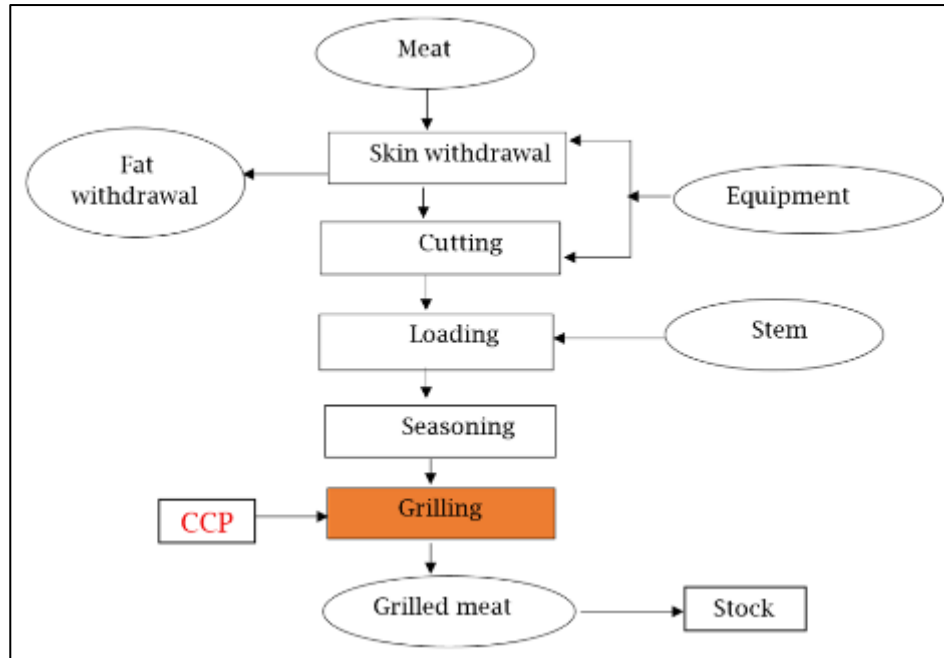 Meat
Skin withdrawal
Fat
withdrawal
Equipment
Cutting
Stem
Loading
Seasoning
Grilling
CCP
Grilled meat
Stock